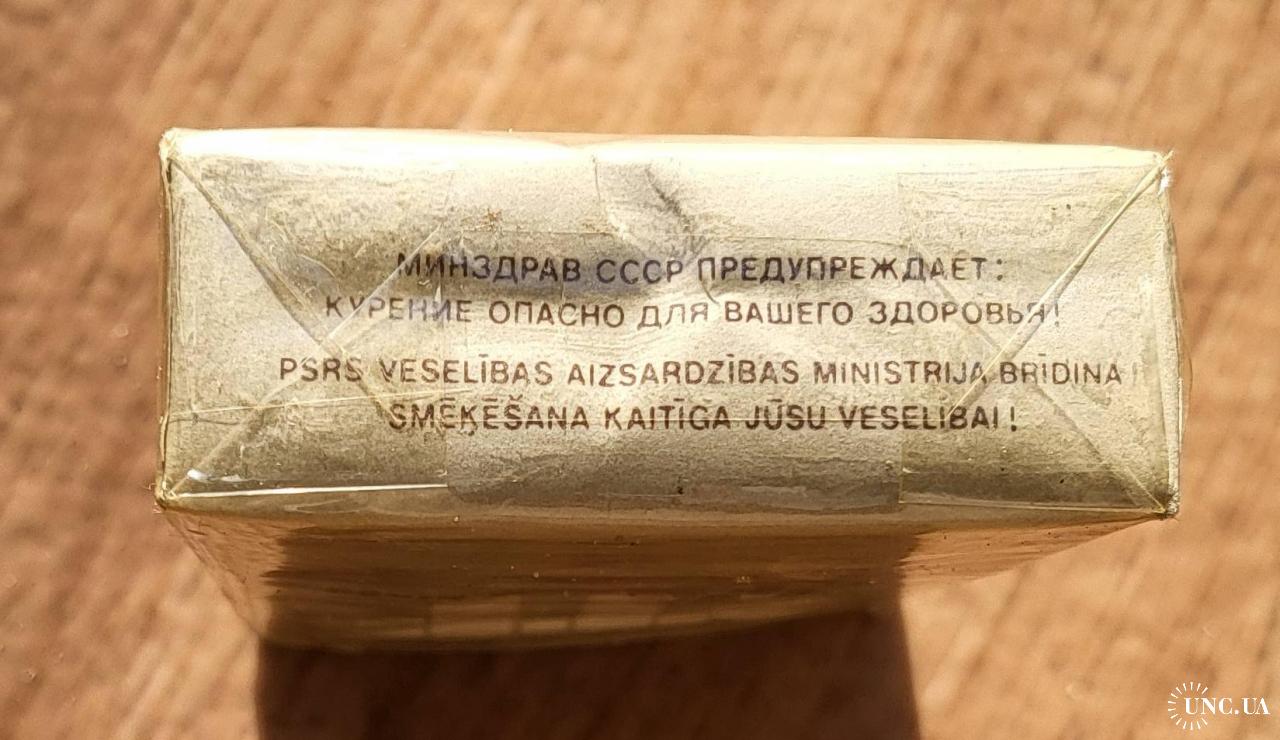 МИНЗДРАВ СССР ПРЕДУПРЕЖДАЕТ:
КУРЕНИЕ ОПАСНО ДЛЯ ВАШЕГО ЗДОРОВЬЯ!
PSRS VESELĪBAS AIZSARDZĪBAS MINISTRIJA BRĪDINA!
SMĒĶĒŠANA KAITĪGA JŪSU VESELĪBAI!
UNC.UA